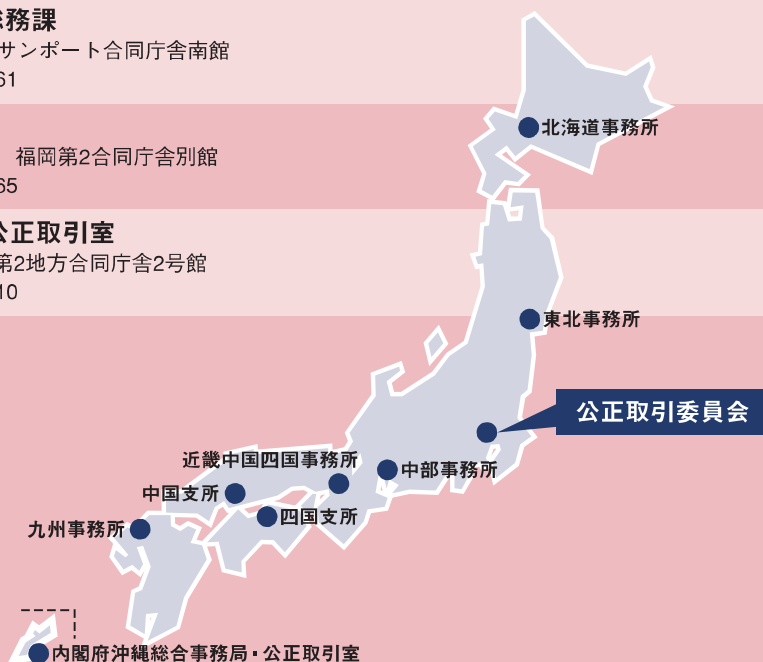 総務課
サンポート合同庁舎南館
61
福岡第2合同庁舎別館
65
公正取引室
第2地方合同庁舎2号館
10
北海道事務所
東北事務所
公正取引委員会
近畿中国四国事務所
中部事務所
中国支所
四国支所
九州事務所
内閣府沖縄総合事務局・公正取引室